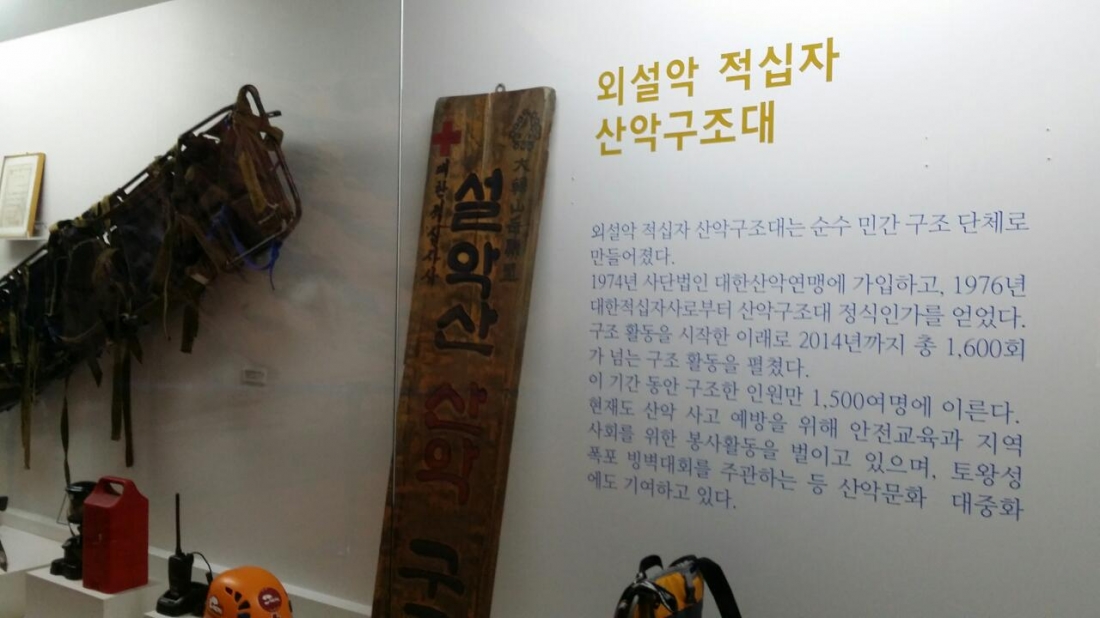 외설악 적십자
산악구조대
외설악 적십자 산악구조대는 순수 민간 구조 단체로
만들어졌다.
1974년 사단법인 대한산악연맹에 가입하고, 1976년
대한적십자사로부터 산악구조대 정식인가를 얻었다.
구조 활동을 시작한 이래로 2014년까지 총 1,600회
가 넘는 구조 활동을 펼쳤다.
이 기간 동안 구조한 인원만 1,500여명에 이른다.
현재도 산악 사고 예방을 위해 안전교육과 지역
사회를 위한 봉사활동을 벌이고 있으며, 토왕성
폭포 빙벽대회를 주관하는 등 산악문화 대중화
에도 기여하고 있다.
大韓山岳聯盟
설악산 산악 구